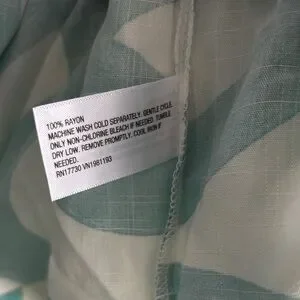 100% RAYON
MACHINE WASH COLD SEPARATELY. GENTLE CYCLE.
ONLY NON-CHLORINE BLEACH IF NEEDED. TUMBLE
DRY LOW. REMOVE PROMPTLY. COOL IRON IF
NEEDED.
RN17730 VN1981193